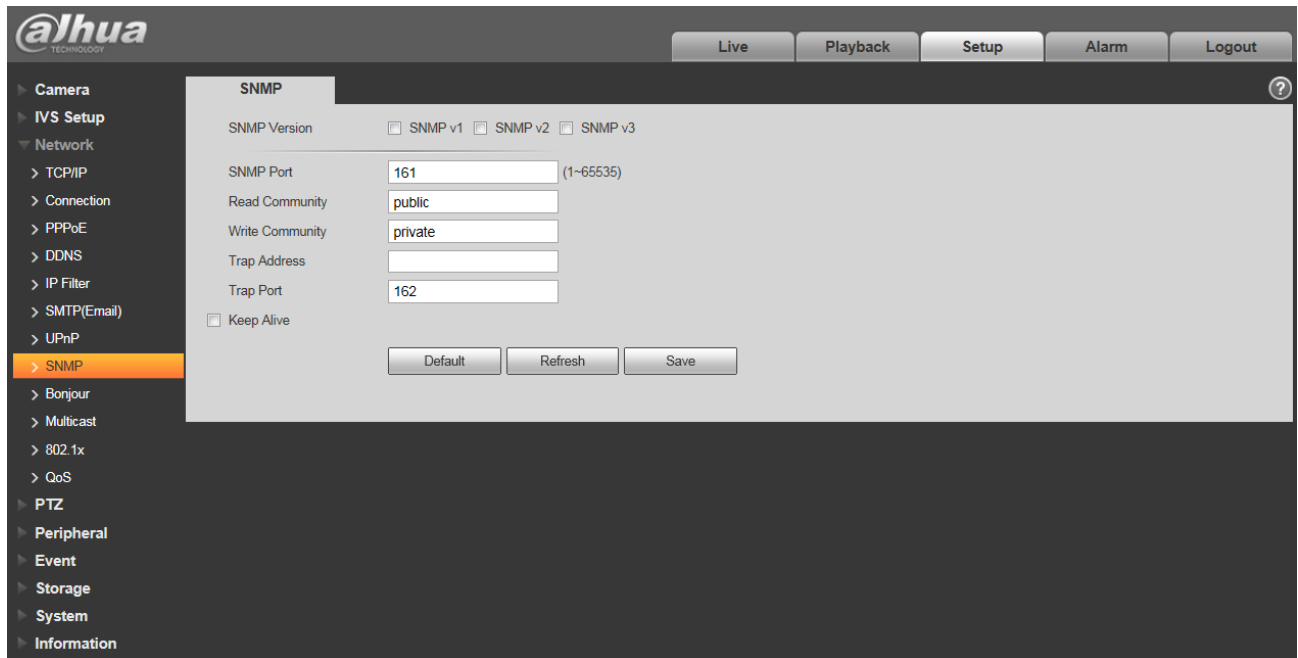 alhua
TECHNOLOGY
Live Playback Setup Alarm Logout
Camera
IVS Setup
Network
> TCP/IP
> Connection
> PPPoE
> DDNS
> IP Filter
> SMTP(Email)
> UPnP
> SNMP
> Bonjour
> Multicast
> 802.1x
> QoS
PTZ
Peripheral
Event
Storage
System
Information
SNMP ?
SNMP Version SNMP v1 SNMP v2 SNMP v3
SNMP Port 161 (1~65535)
Read Community public
Write Community private
Trap Address
Trap Port 162
Keep Alive
Default Refresh Save